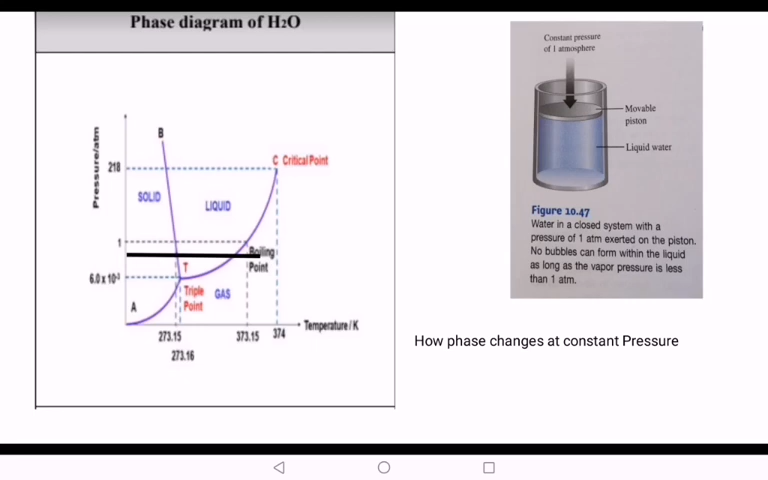 Phase diagram of H2O
Pressure/atm
B
218
C Critical Point
SOLID
LIQUID
1
Boiling
Point
T
6.0 x 10-3
Triple
Point
GAS
A
Temperature/K
273.15
373.15
374
273.16
Constant pressure
of 1 atmosphere
Movable
piston
Liquid water
Figure 10.47
Water in a closed system with a
pressure of 1 atm exerted on the piston.
No bubbles can form within the liquid
as long as the vapor pressure is less
than 1 atm.
How phase changes at constant Pressure